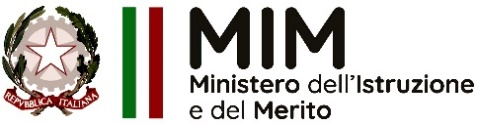 MIM
Ministero dell'Istruzione
e del Merito
REPVBBLICA ITALIANA